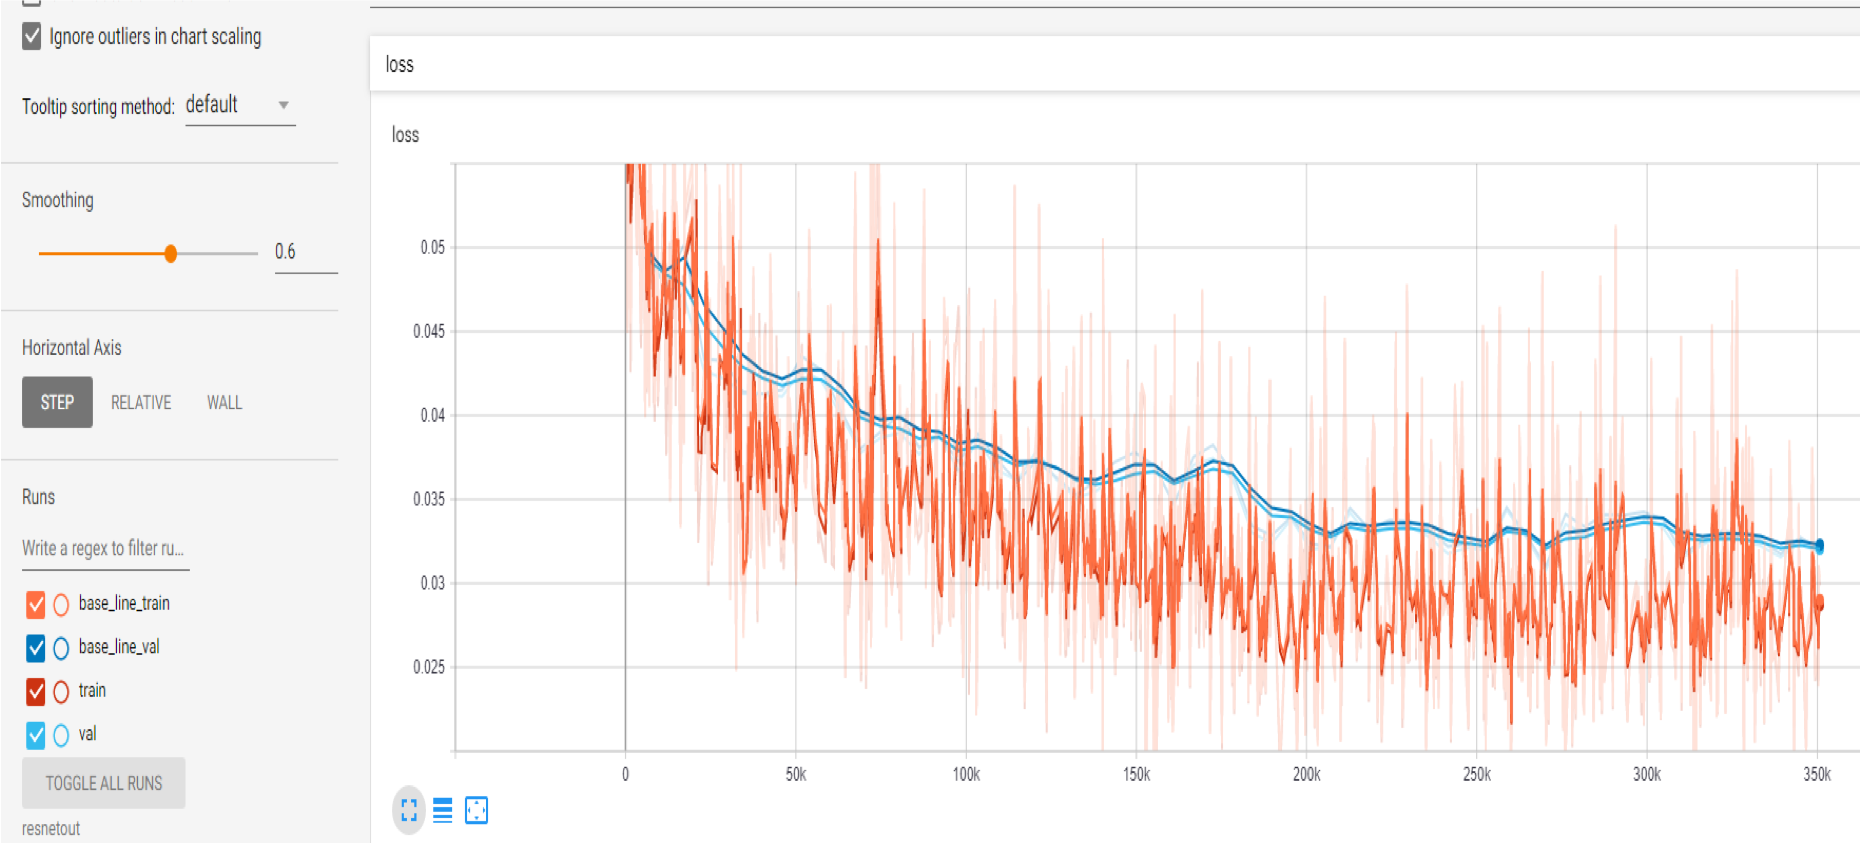 Ignore outliers in chart scaling
Tooltip sorting method: default
Smoothing
0.6
Horizontal Axis
STEP RELATIVE WALL
Runs
Write a regex to filter ru...
base_line_train
base_line_val
train
val
TOGGLE ALL RUNS
resnetout
loss
loss
0.05
0.045
0.04
0.035
0.03
0.025
0 50k 100k 150k 200k 250k 300k 350k